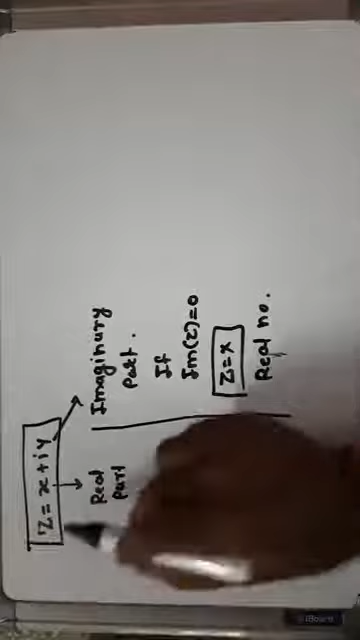 Z = x + iy
Real
Part
Imaginary
Part.
If
Im(z)=0
Z=x
Real no.